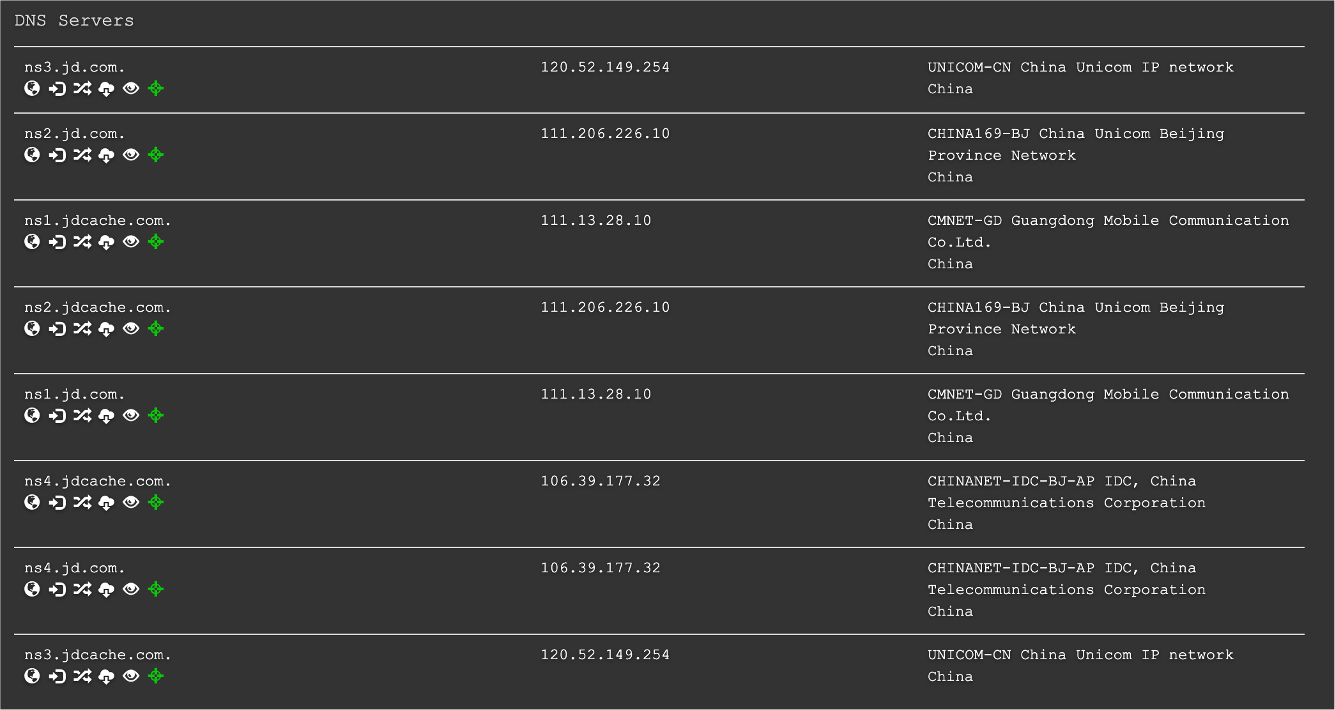 DNS Servers
ns3.jd.com. 120.52.149.254 UNICOM-CN China Unicom IP network
China
ns2.jd.com. 111.206.226.10 CHINA169-BJ China Unicom Beijing
Province Network
China
ns1.jdcache.com. 111.13.28.10 CMNET-GD Guangdong Mobile Communication
Co.Ltd.
China
ns2.jdcache.com. 111.206.226.10 CHINA169-BJ China Unicom Beijing
Province Network
China
ns1.jd.com. 111.13.28.10 CMNET-GD Guangdong Mobile Communication
Co.Ltd.
China
ns4.jdcache.com. 106.39.177.32 CHINANET-IDC-BJ-AP IDC, China
Telecommunications Corporation
China
ns4.jd.com. 106.39.177.32 CHINANET-IDC-BJ-AP IDC, China
Telecommunications Corporation
China
ns3.jdcache.com. 120.52.149.254 UNICOM-CN China Unicom IP network
China